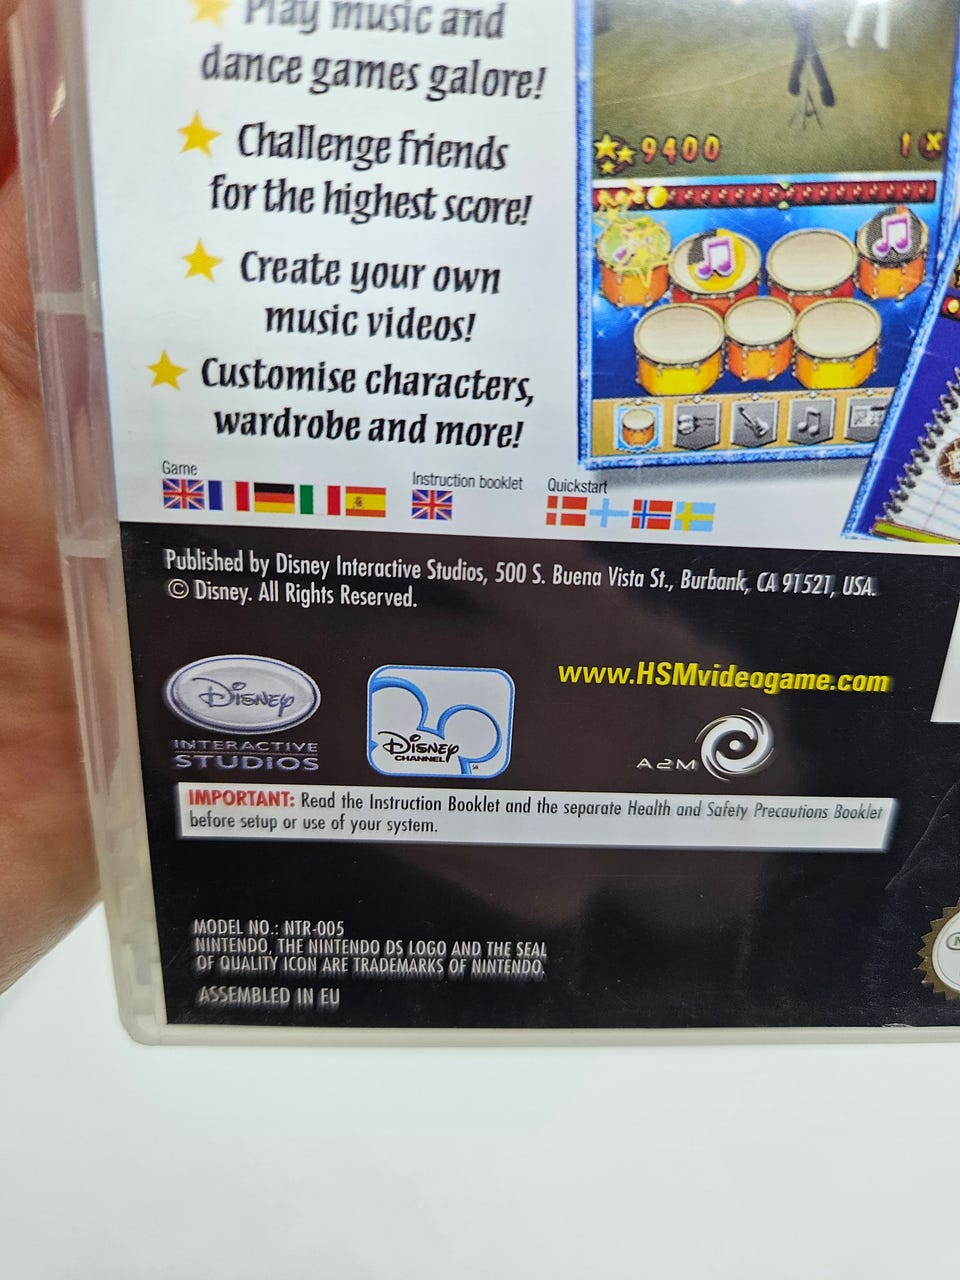 Play music and
dance games galore!
Challenge friends
for the highest score!
Create your own
music videos!
Customise characters,
wardrobe and more!
9400
1 x
Game
Instruction booklet
Quickstart
Published by Disney Interactive Studios, 500 S. Buena Vista St., Burbank, CA 91521, USA.
© Disney. All Rights Reserved.
www.HSMvideogame.com
Disney
INTERACTIVE
STUDIOS
Disney
CHANNEL
A2M
IMPORTANT: Read the Instruction Booklet and the separate Health and Safety Precautions Booklet
before setup or use of your system.
MODEL NO.: NTR-005
NINTENDO, THE NINTENDO DS LOGO AND THE SEAL
OF QUALITY ICON ARE TRADEMARKS OF NINTENDO.
ASSEMBLED IN EU